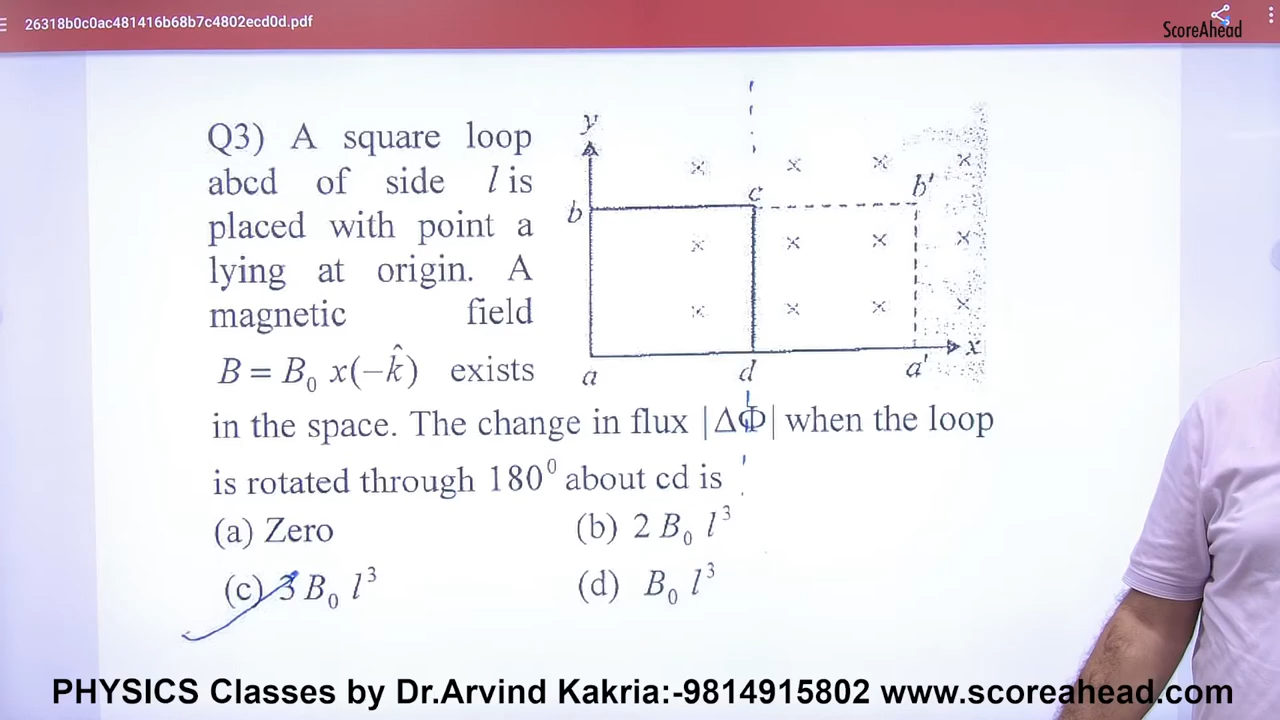 26318b0c0ac481416b68b7c4802ecd0d.pdf
ScoreAhead
Q3) A square loop
abcd of side l is
placed with point a
lying at origin. A
magnetic field
B = B₀ x(−k̂) exists
in the space. The change in flux |ΔΦ| when the loop
is rotated through 180⁰ about cd is
(a) Zero (b) 2 B₀ l³
(c) 3 B₀ l³ (d) B₀ l³
y
× × × ×
b c b'
× × × ×
× × × ×
x
a d a'
PHYSICS Classes by Dr.Arvind Kakria:-9814915802 www.scoreahead.com